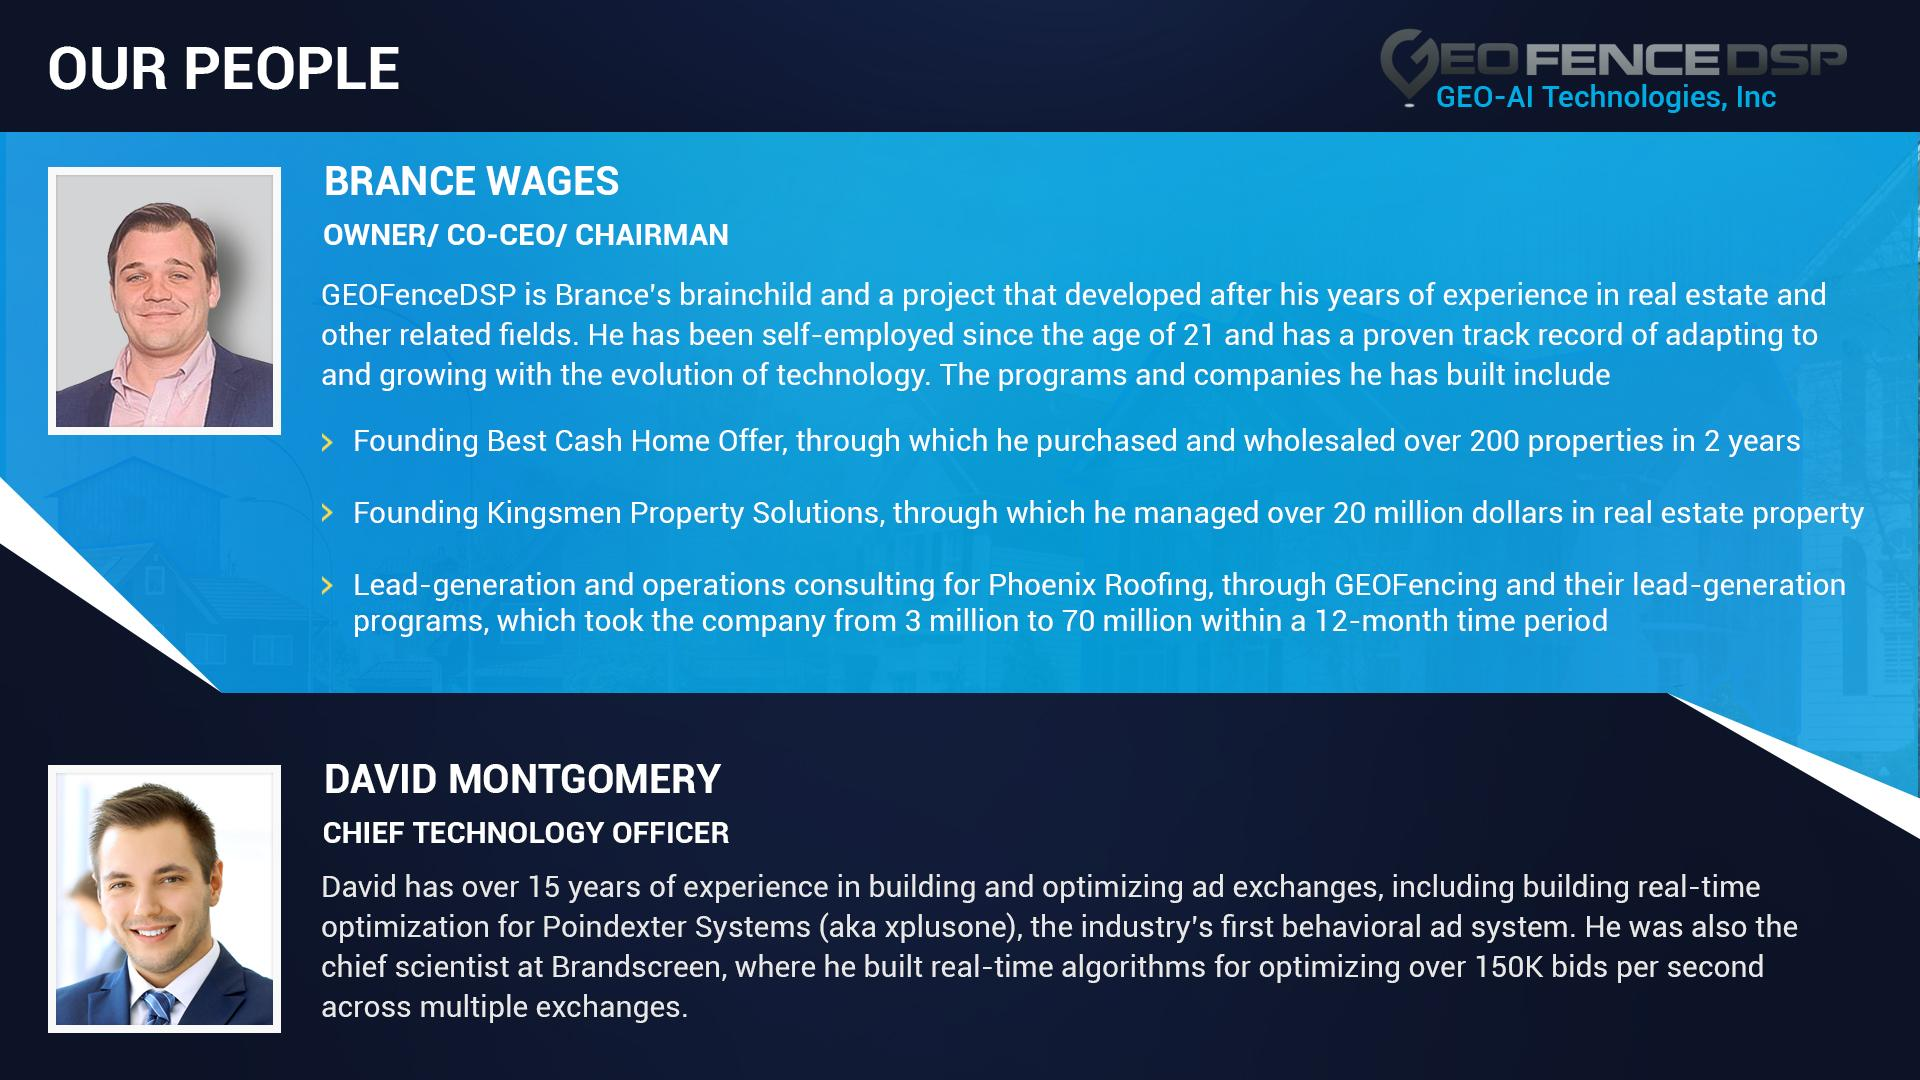 OUR PEOPLE
GEOFENCEDSP
GEO-AI Technologies, Inc
BRANCE WAGES
OWNER/ CO-CEO/ CHAIRMAN
GEOFenceDSP is Brance's brainchild and a project that developed after his years of experience in real estate and
other related fields. He has been self-employed since the age of 21 and has a proven track record of adapting to
and growing with the evolution of technology. The programs and companies he has built include
› Founding Best Cash Home Offer, through which he purchased and wholesaled over 200 properties in 2 years
› Founding Kingsmen Property Solutions, through which he managed over 20 million dollars in real estate property
› Lead-generation and operations consulting for Phoenix Roofing, through GEOFencing and their lead-generation
programs, which took the company from 3 million to 70 million within a 12-month time period
DAVID MONTGOMERY
CHIEF TECHNOLOGY OFFICER
David has over 15 years of experience in building and optimizing ad exchanges, including building real-time
optimization for Poindexter Systems (aka xplusone), the industry's first behavioral ad system. He was also the
chief scientist at Brandscreen, where he built real-time algorithms for optimizing over 150K bids per second
across multiple exchanges.